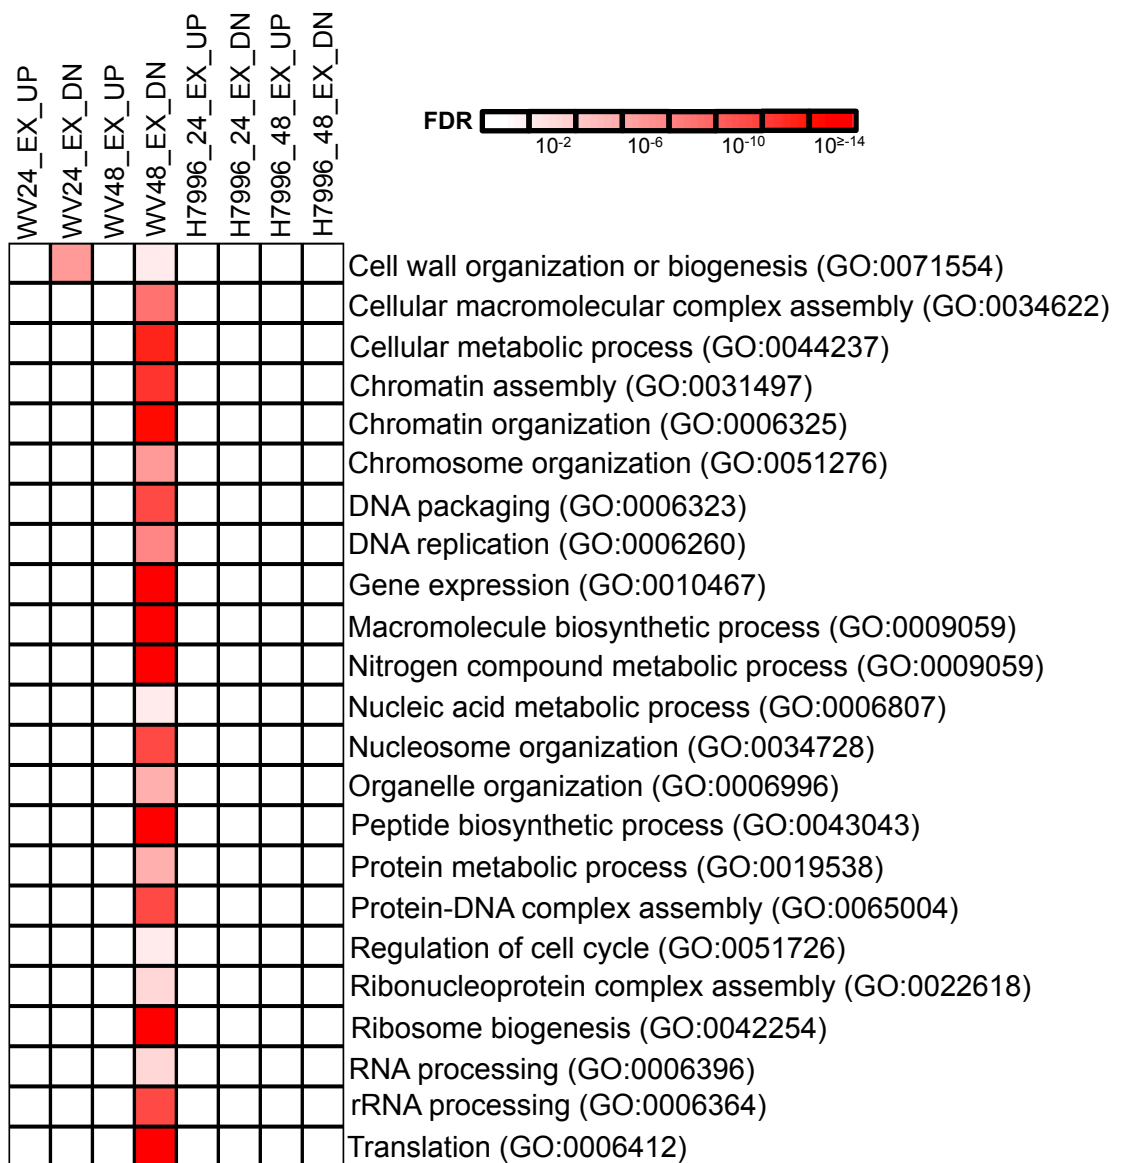 WV24_EX_UP
WV24_EX_DN
WV48_EX_UP
WV48_EX_DN
H7996_24_EX_UP
H7996_24_EX_DN
H7996_48_EX_UP
H7996_48_EX_DN
FDR
10-2 10-6 10-10 10≥-14
Cell wall organization or biogenesis (GO:0071554)
Cellular macromolecular complex assembly (GO:0034622)
Cellular metabolic process (GO:0044237)
Chromatin assembly (GO:0031497)
Chromatin organization (GO:0006325)
Chromosome organization (GO:0051276)
DNA packaging (GO:0006323)
DNA replication (GO:0006260)
Gene expression (GO:0010467)
Macromolecule biosynthetic process (GO:0009059)
Nitrogen compound metabolic process (GO:0009059)
Nucleic acid metabolic process (GO:0006807)
Nucleosome organization (GO:0034728)
Organelle organization (GO:0006996)
Peptide biosynthetic process (GO:0043043)
Protein metabolic process (GO:0019538)
Protein-DNA complex assembly (GO:0065004)
Regulation of cell cycle (GO:0051726)
Ribonucleoprotein complex assembly (GO:0022618)
Ribosome biogenesis (GO:0042254)
RNA processing (GO:0006396)
rRNA processing (GO:0006364)
Translation (GO:0006412)